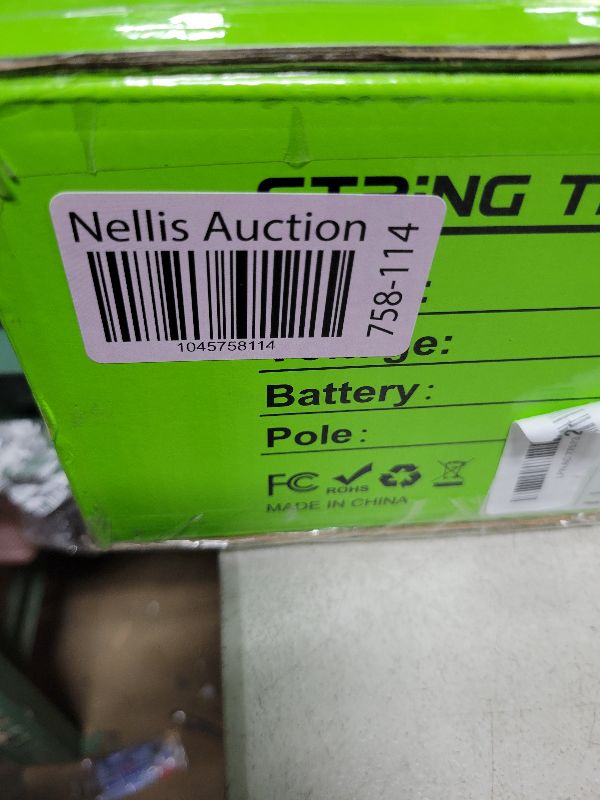 Nellis Auction
1045758114
758-114
Battery:
Pole:
FC
ROHS
MADE IN CHINA